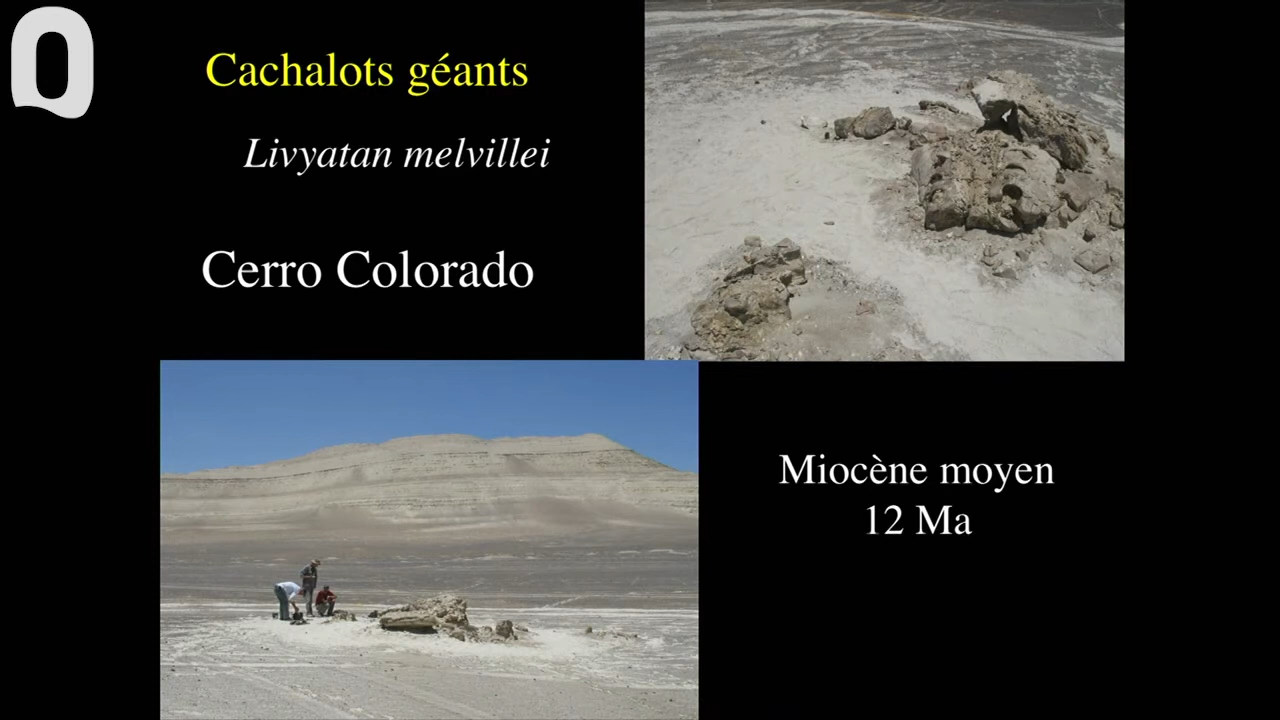 Q
Cachalots géants
Livyatan melvillei
Cerro Colorado
Miocène moyen
12 Ma